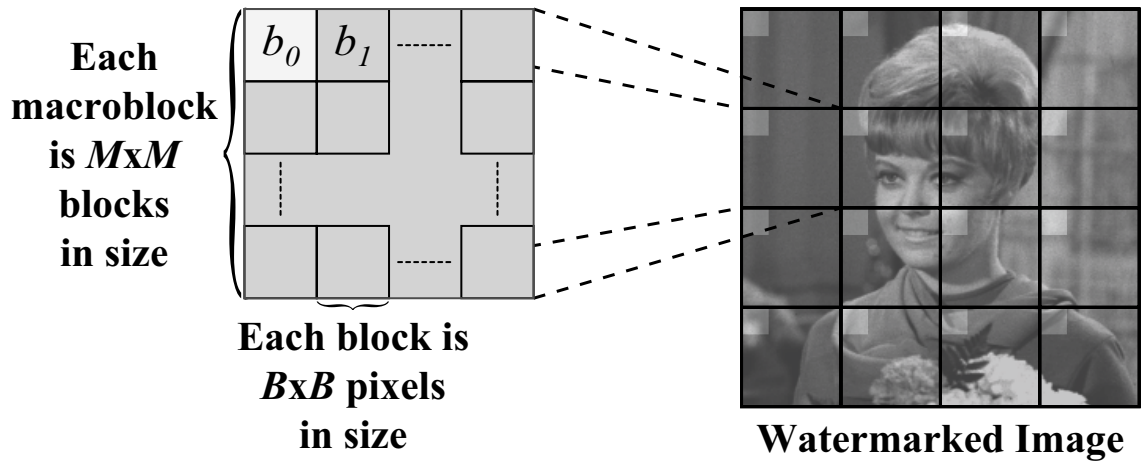 Each
macroblock
is MxM
blocks
in size
b0 b1
Each block is
BxB pixels
in size
Watermarked Image